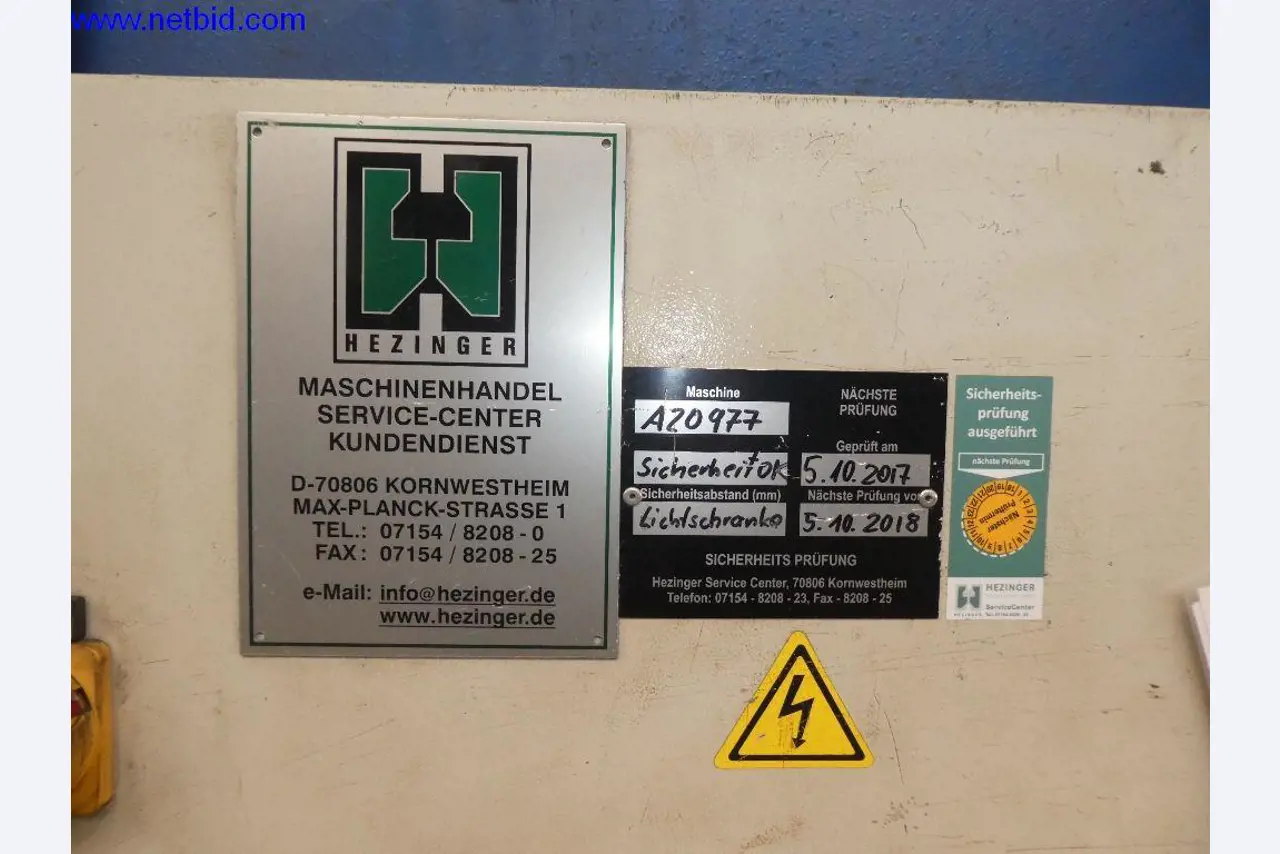 www.netbid.com
HEZINGER
MASCHINENHANDEL
SERVICE-CENTER
KUNDENDIENST
D-70806 KORNWESTHEIM
MAX-PLANCK-STRASSE 1
TEL.: 07154 / 8208 - 0
FAX: 07154 / 8208 - 25
e-Mail: info@hezinger.de
www.hezinger.de
Maschine
A20977
Sicherheit OK
Sicherheitsabstand (mm)
Lichtschranke
NÄCHSTE
PRÜFUNG
Geprüft am
5.10.2017
Nächste Prüfung vor
5.10.2018
SICHERHEITS PRÜFUNG
Hezinger Service Center, 70806 Kornwestheim
Telefon: 07154 - 8208 - 23, Fax - 8208 - 25
Sicherheits-
prüfung
ausgeführt
nächste Prüfung
Nächster
Prüftermin
HEZINGER
ServiceCenter
HEZINGER